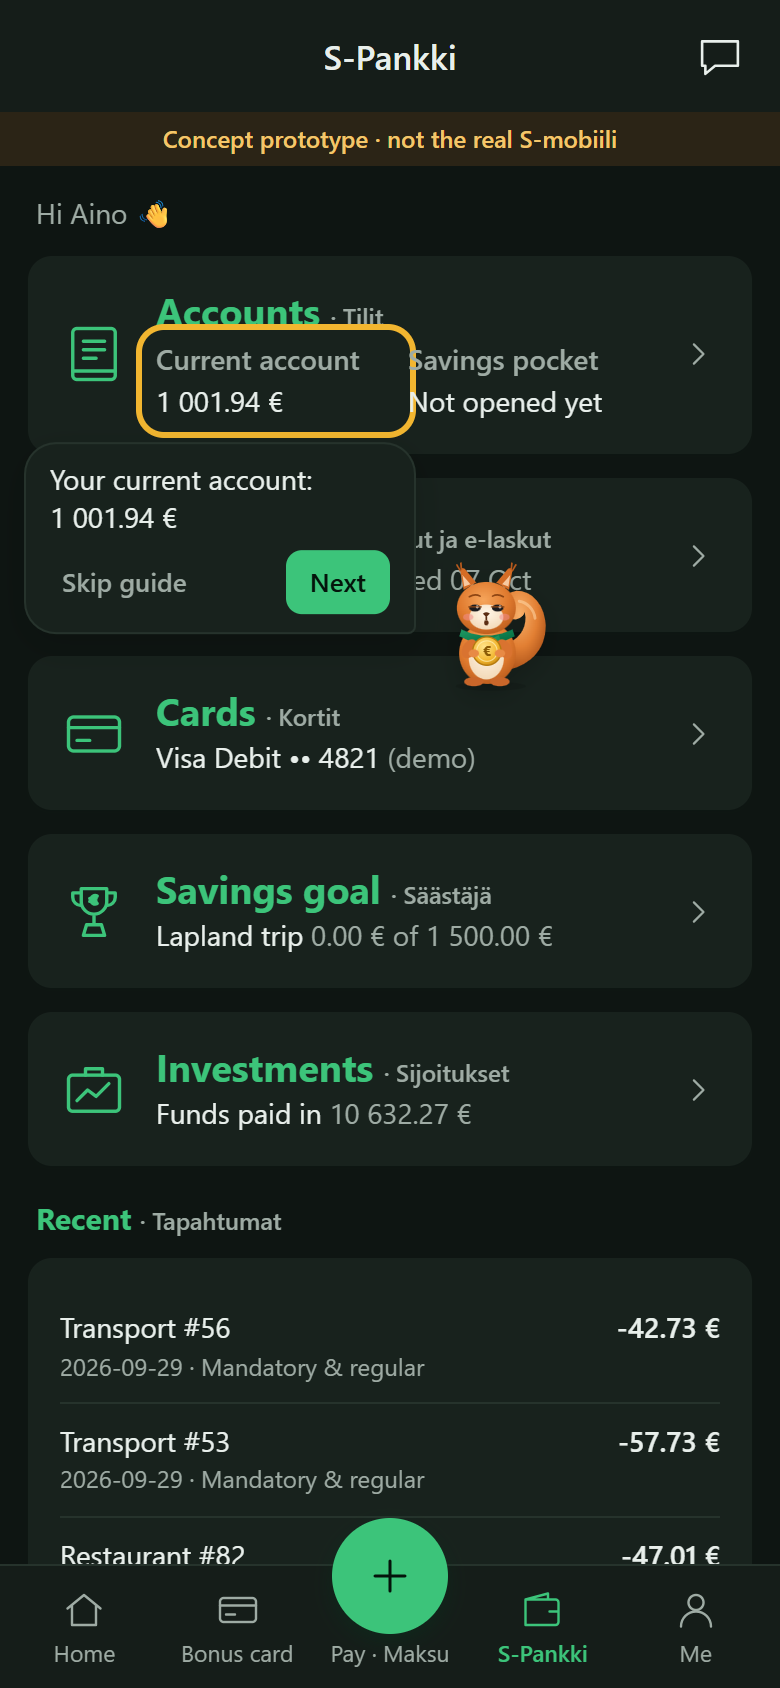 S-Pankki
Concept prototype · not the real S-mobiili
Hi Aino 👋
Accounts · Tilit
Current account
1 001.94 €
Savings pocket
Not opened yet
Your current account:
1 001.94 €
Skip guide
Next
ja e-laskut
07 Oct
Cards · Kortit
Visa Debit •• 4821 (demo)
Savings goal · Säästäjä
Lapland trip 0.00 € of 1 500.00 €
Investments · Sijoitukset
Funds paid in 10 632.27 €
Recent · Tapahtumat
Transport #56
-42.73 €
2026-09-29 · Mandatory & regular
Transport #53
-57.73 €
2026-09-29 · Mandatory & regular
Restaurant #82
-47.01 €
Home
Bonus card
Pay · Maksu
S-Pankki
Me